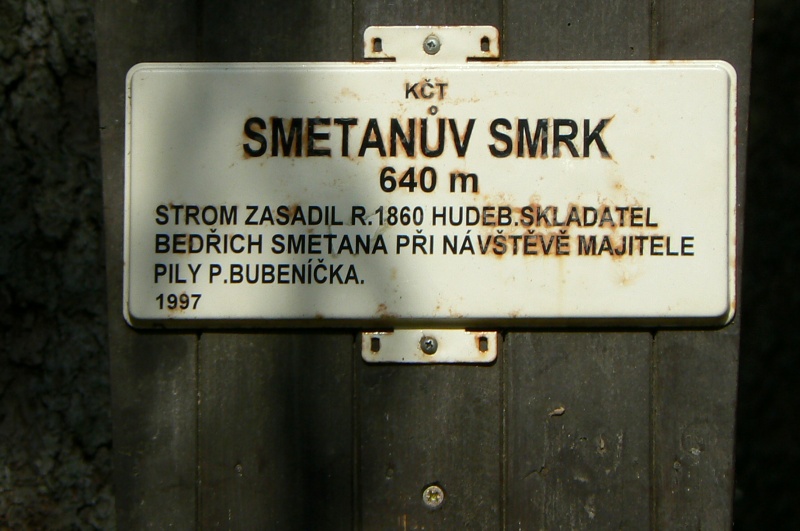 KČT
SMETANŮV SMRK
640 m
STROM ZASADIL R.1860 HUDEB.SKLADATEL
BEDŘICH SMETANA PŘI NÁVŠTĚVĚ MAJITELE
PILY P.BUBENÍČKA.
1997